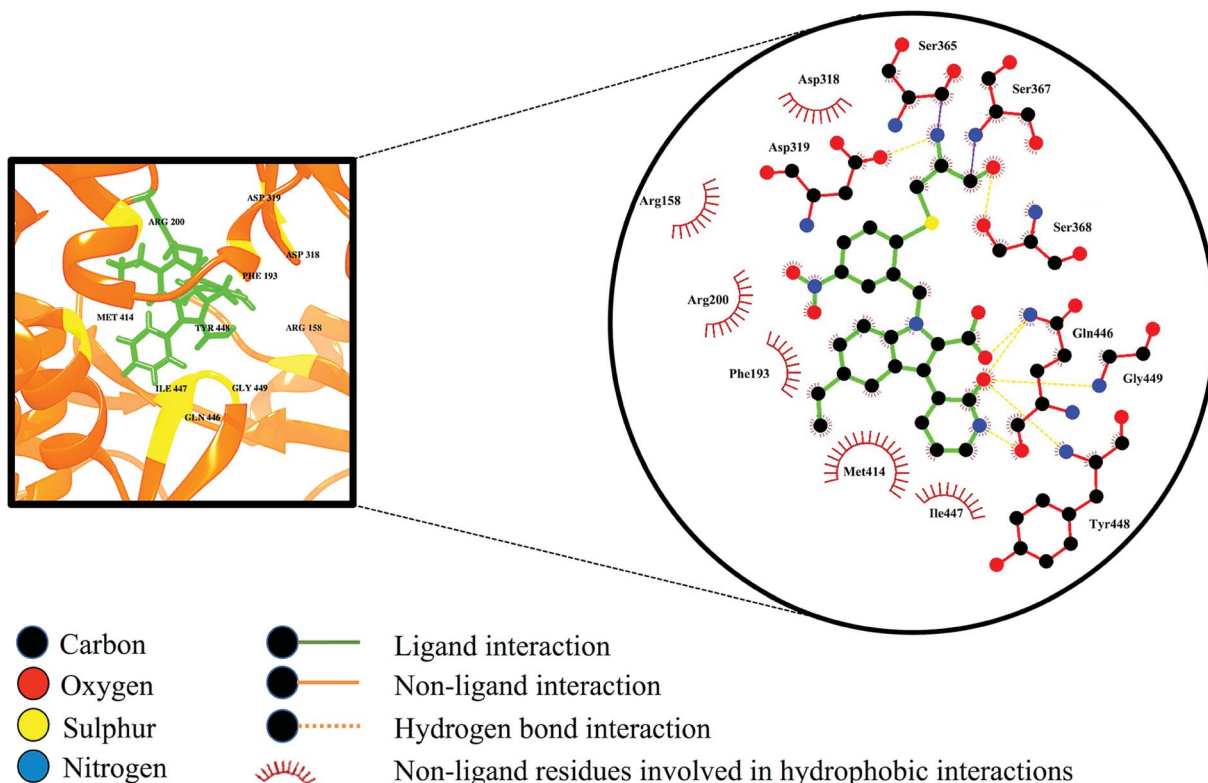 ARG 200
ASP 319
ASP 318
PHE 193
MET 414
TYR 448
ARG 158
ILE 447
GLY 449
GLN 446
Ser365
Asp318
Ser367
Asp319
Arg158
Ser368
Arg200
Gln446
Phe193
Gly449
Met414
Ile447
Tyr448
Carbon
Ligand interaction
Oxygen
Non-ligand interaction
Sulphur
Hydrogen bond interaction
Nitrogen
Non-ligand residues involved in hydrophobic interactions